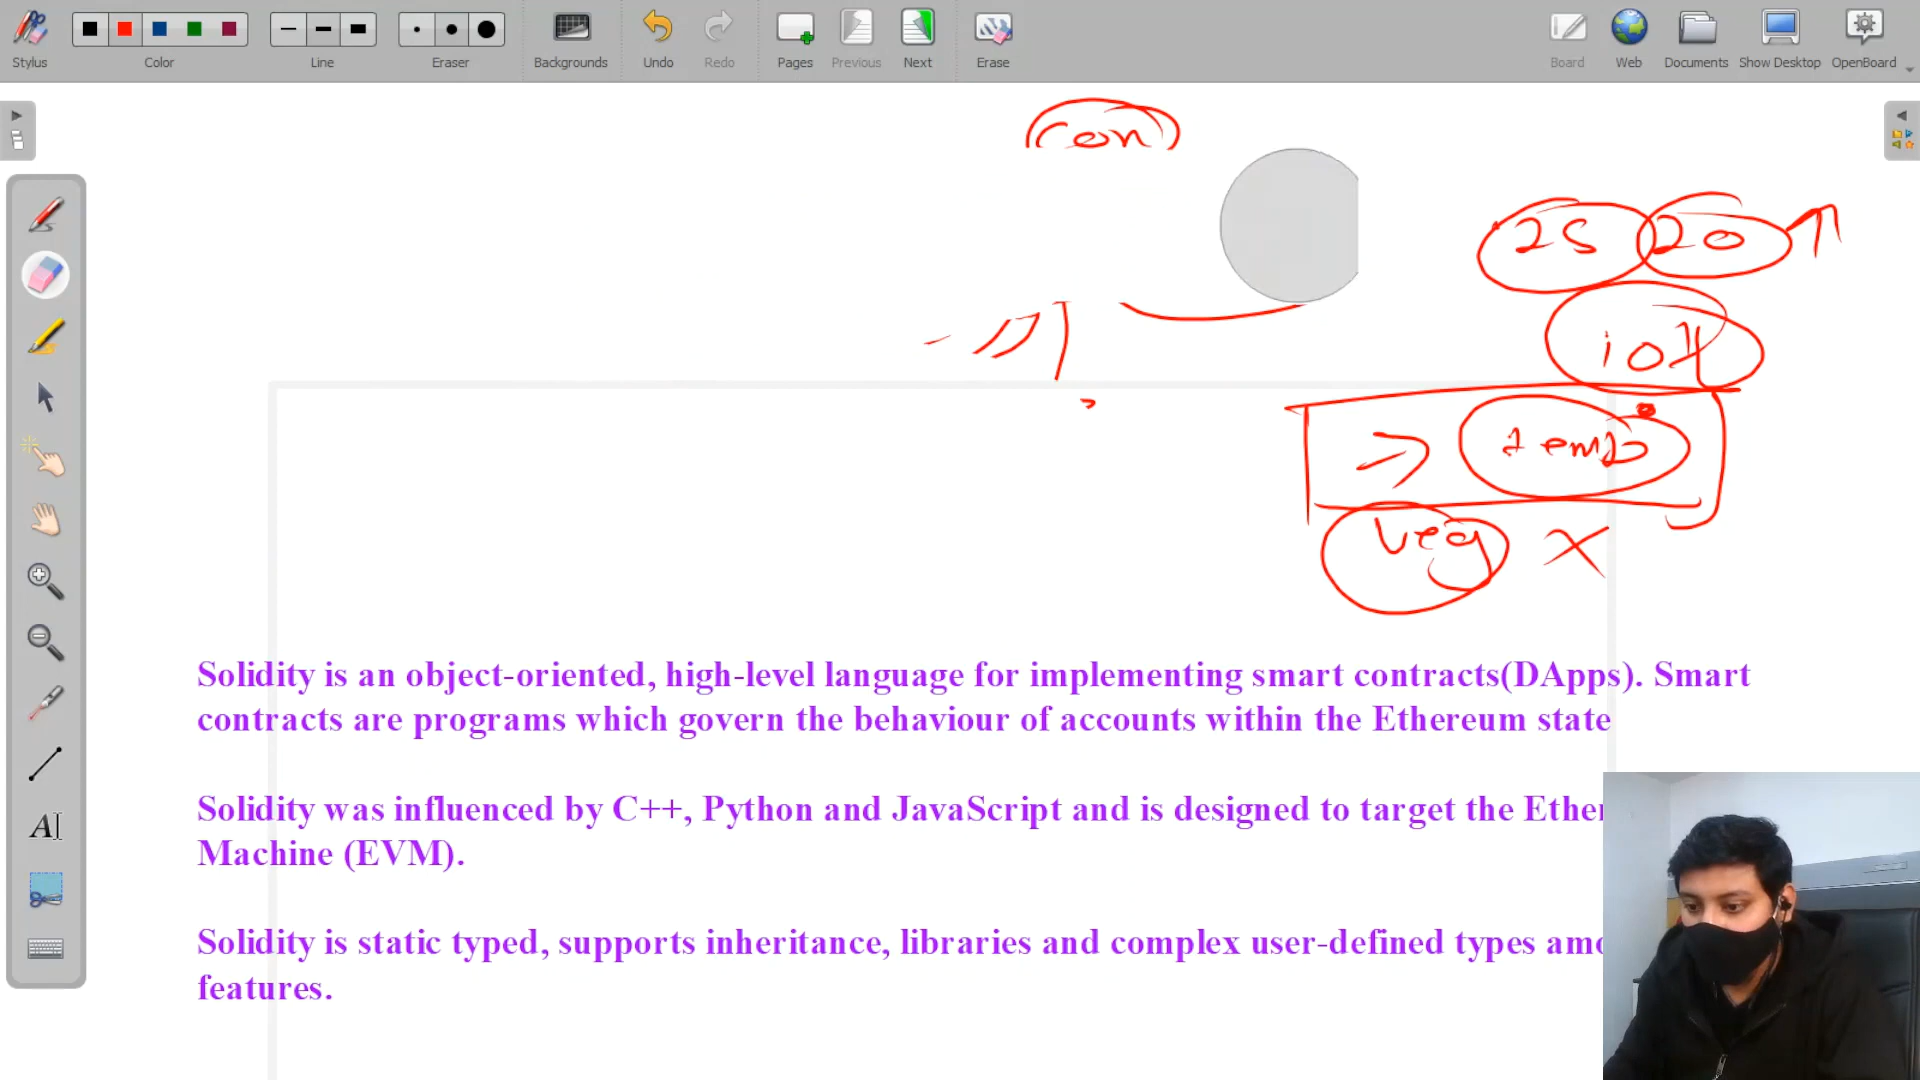 Stylus Color Line Eraser Backgrounds Undo Redo Pages Previous Next Erase Board Web Documents Show Desktop OpenBoard
con
25 20
iot
temp
veg X
Solidity is an object-oriented, high-level language for implementing smart contracts(DApps). Smart
contracts are programs which govern the behaviour of accounts within the Ethereum state
Solidity was influenced by C++, Python and JavaScript and is designed to target the Ether
Machine (EVM).
Solidity is static typed, supports inheritance, libraries and complex user-defined types amo
features.